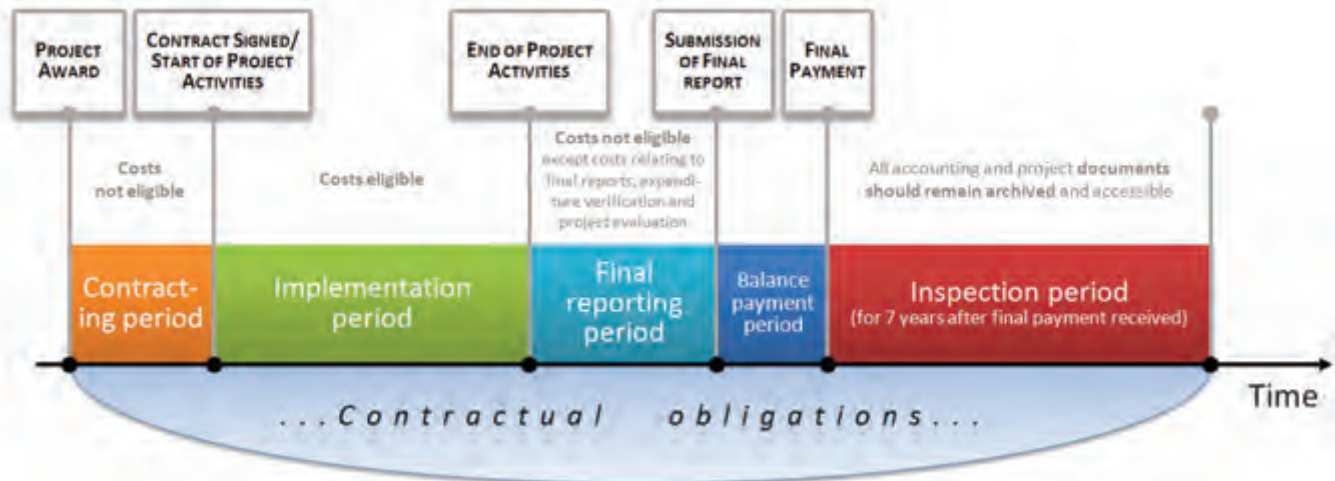 PROJECT
AWARD
CONTRACT SIGNED/
START OF PROJECT
ACTIVITIES
END OF PROJECT
ACTIVITIES
SUBMISSION
OF FINAL
REPORT
FINAL
PAYMENT
Costs
not eligible
Costs eligible
Costs not eligible
except costs relating to
final reports, expendi-
ture verification and
project evaluation
All accounting and project documents
should remain archived and accessible
Contract-
ing period
Implementation
period
Final
reporting
period
Balance
payment
period
Inspection period
(for 7 years after final payment received)
Time
...Contractual obligations...